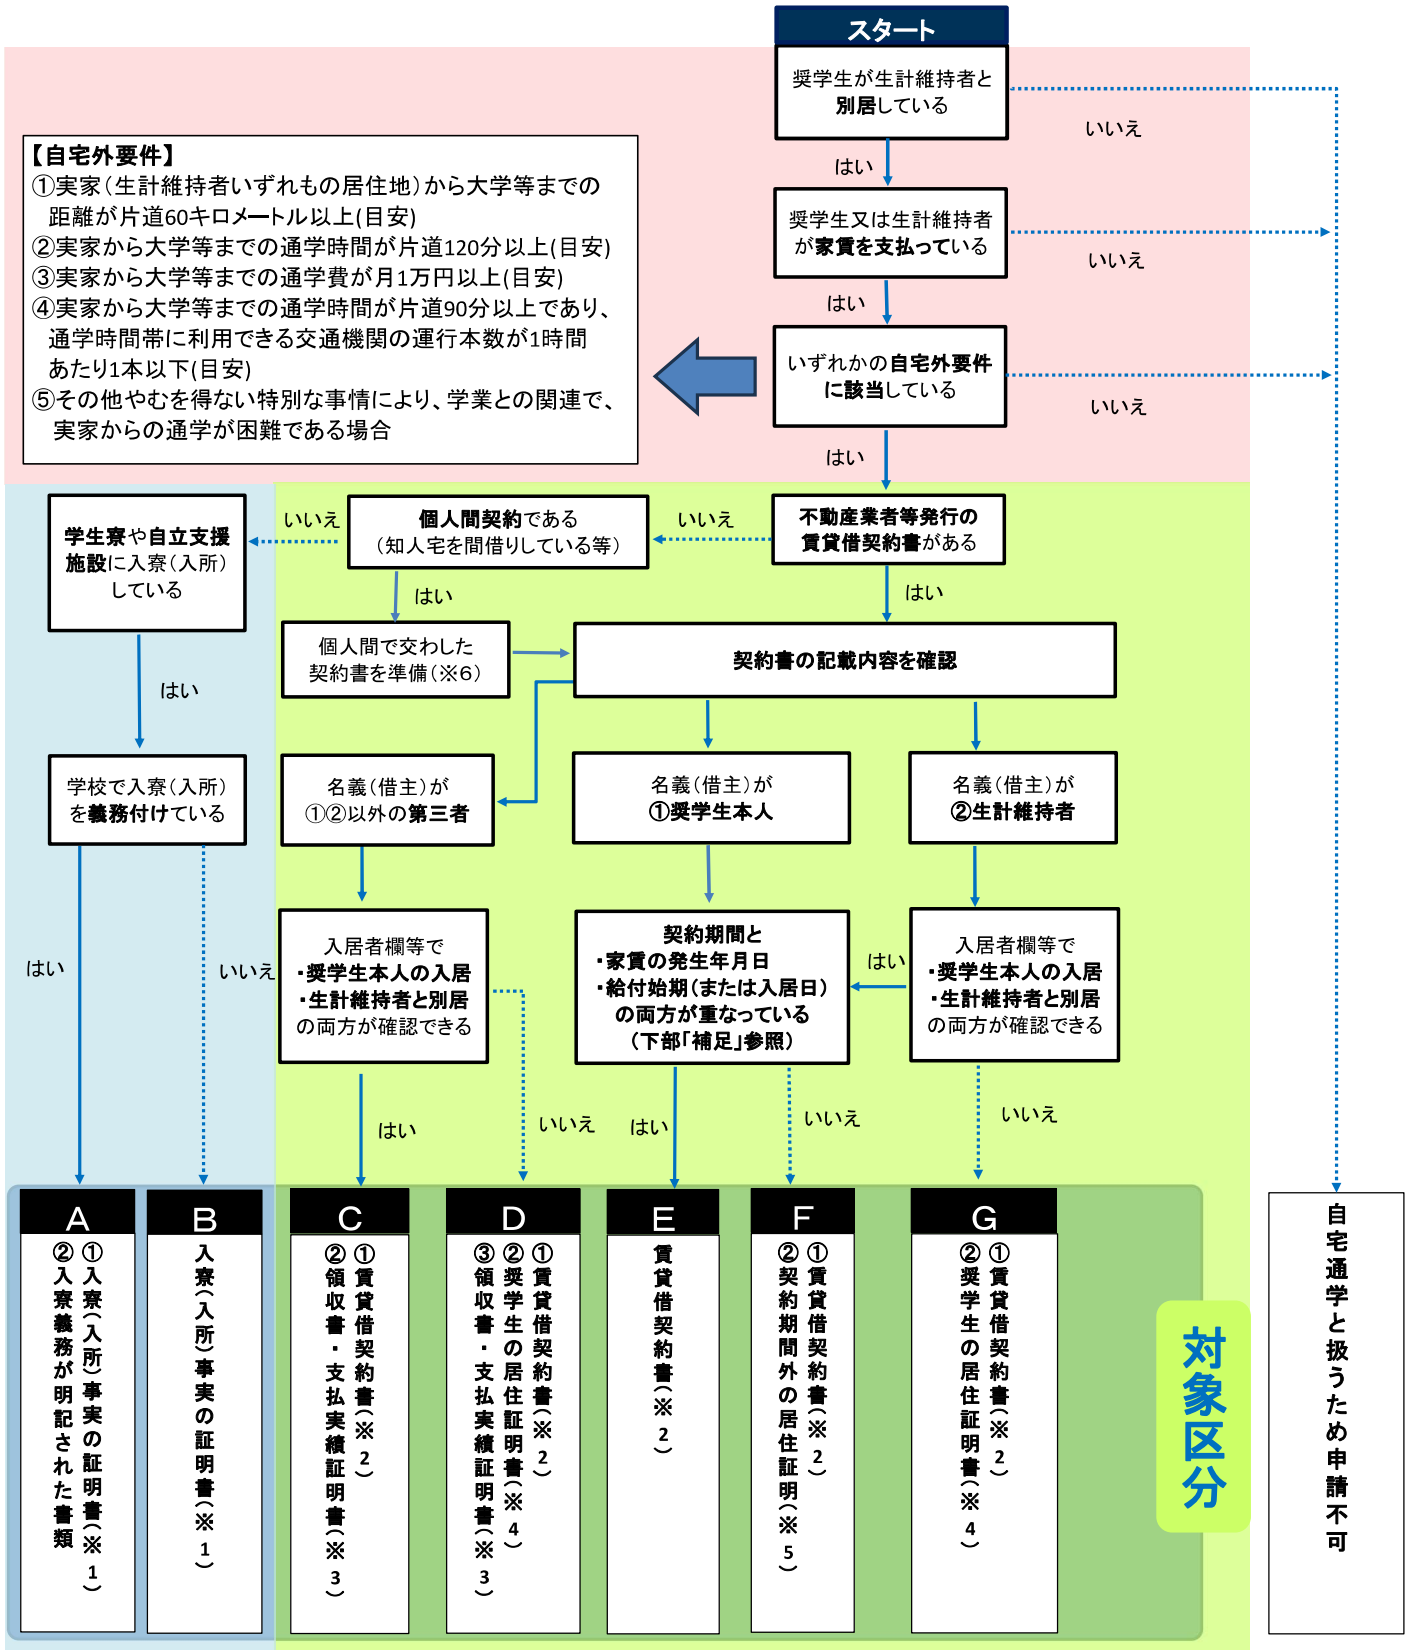 スタート
奨学生が生計維持者と
別居している
いいえ
はい
【自宅外要件】
①実家（生計維持者いずれもの居住地）から大学等までの
距離が片道60キロメートル以上(目安)
②実家から大学等までの通学時間が片道120分以上(目安)
③実家から大学等までの通学費が月1万円以上(目安)
④実家から大学等までの通学時間が片道90分以上であり、
通学時間帯に利用できる交通機関の運行本数が1時間
あたり1本以下(目安)
⑤その他やむを得ない特別な事情により、学業との関連で、
実家からの通学が困難である場合
奨学生又は生計維持者
が家賃を支払っている
いいえ
はい
いずれかの自宅外要件
に該当している
いいえ
はい
不動産業者等発行の
賃貸借契約書がある
いいえ
はい
個人間契約である
（知人宅を間借りしている等）
いいえ
はい
学生寮や自立支援
施設に入寮（入所）
している
はい
個人間で交わした
契約書を準備（※６）
契約書の記載内容を確認
学校で入寮（入所）
を義務付けている
はい
いいえ
名義（借主）が
①②以外の第三者
名義（借主）が
①奨学生本人
名義（借主）が
②生計維持者
入居者欄等で
・奨学生本人の入居
・生計維持者と別居
の両方が確認できる
はい
いいえ
契約期間と
・家賃の発生年月日
・給付始期（または入居日）
の両方が重なっている
（下部「補足」参照）
はい
いいえ
はい
入居者欄等で
・奨学生本人の入居
・生計維持者と別居
の両方が確認できる
いいえ
A
①入寮（入所）事実の証明書（※1）
②入寮義務が明記された書類
B
入寮（入所）事実の証明書（※1）
C
①賃貸借契約書（※2）
②領収書・支払実績証明書（※3）
D
①賃貸借契約書（※2）
②奨学生の居住証明書（※4）
③領収書・支払実績証明書（※3）
E
賃貸借契約書（※2）
F
①賃貸借契約書（※2）
②契約期間外の居住証明（※5）
G
①賃貸借契約書（※2）
②奨学生の居住証明書（※4）
対象区分
自宅通学と扱うため申請不可